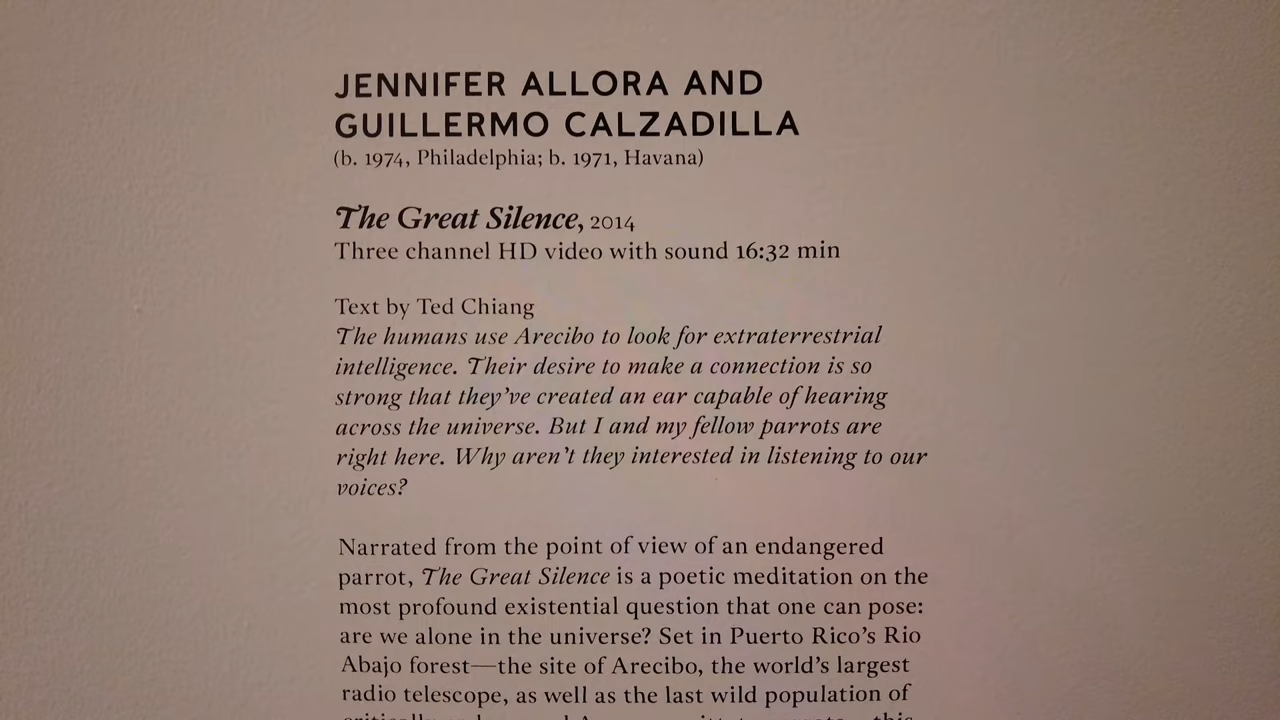 JENNIFER ALLORA AND
GUILLERMO CALZADILLA
(b. 1974, Philadelphia; b. 1971, Havana)
The Great Silence, 2014
Three channel HD video with sound 16:32 min
Text by Ted Chiang
The humans use Arecibo to look for extraterrestrial
intelligence. Their desire to make a connection is so
strong that they've created an ear capable of hearing
across the universe. But I and my fellow parrots are
right here. Why aren't they interested in listening to our
voices?
Narrated from the point of view of an endangered
parrot, The Great Silence is a poetic meditation on the
most profound existential question that one can pose:
are we alone in the universe? Set in Puerto Rico's Rio
Abajo forest—the site of Arecibo, the world's largest
radio telescope, as well as the last wild population of